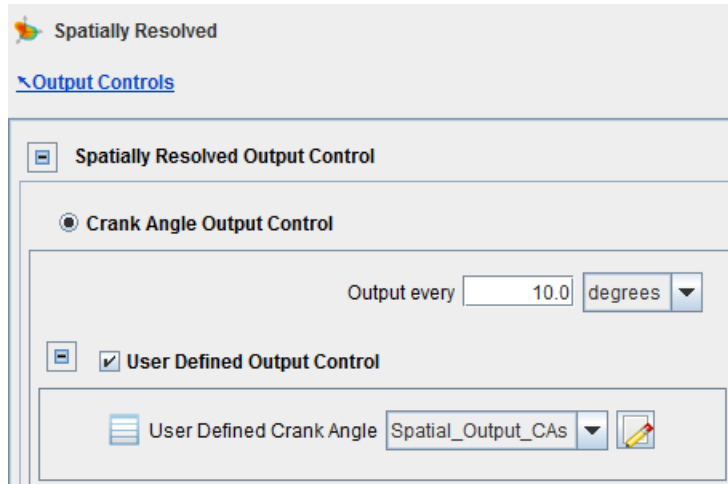 Spatially Resolved
Output Controls
Spatially Resolved Output Control
Crank Angle Output Control
Output every 10.0 degrees
User Defined Output Control
User Defined Crank Angle Spatial_Output_CAs